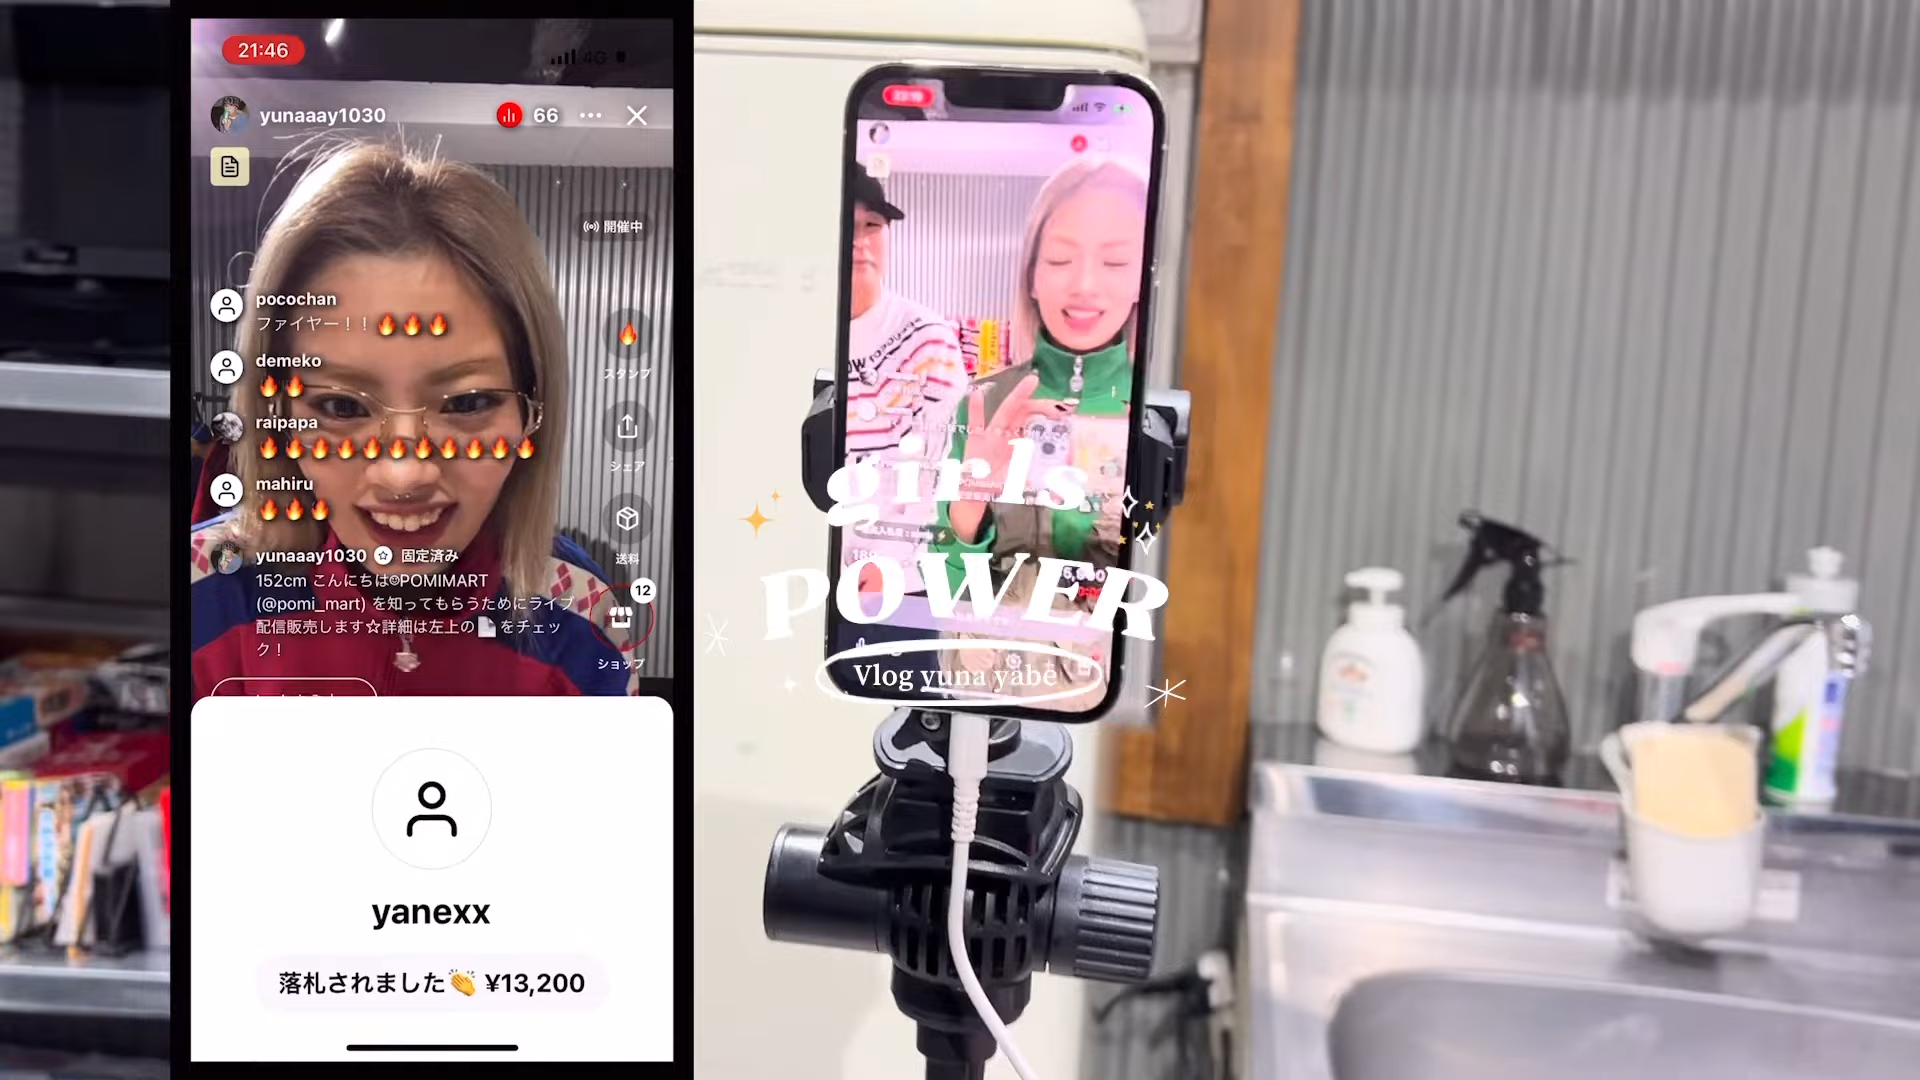 21:46
4G
yunaaay1030
66
開催中
pocochan
ファイヤー！！🔥🔥🔥
demeko
🔥🔥
raipapa
🔥🔥🔥🔥🔥🔥🔥🔥🔥🔥🔥
mahiru
🔥🔥🔥
yunaaay1030 固定済み
152cm こんにちは☺POMIMART
(@pomi_mart) を知ってもらうためにライブ
配信販売します☆詳細は左上の📄をチェッ
ク！
スタンプ
シェア
送料
12
ショップ
yanexx
落札されました👏 ¥13,200
girls
POWER
Vlog yuna yabe